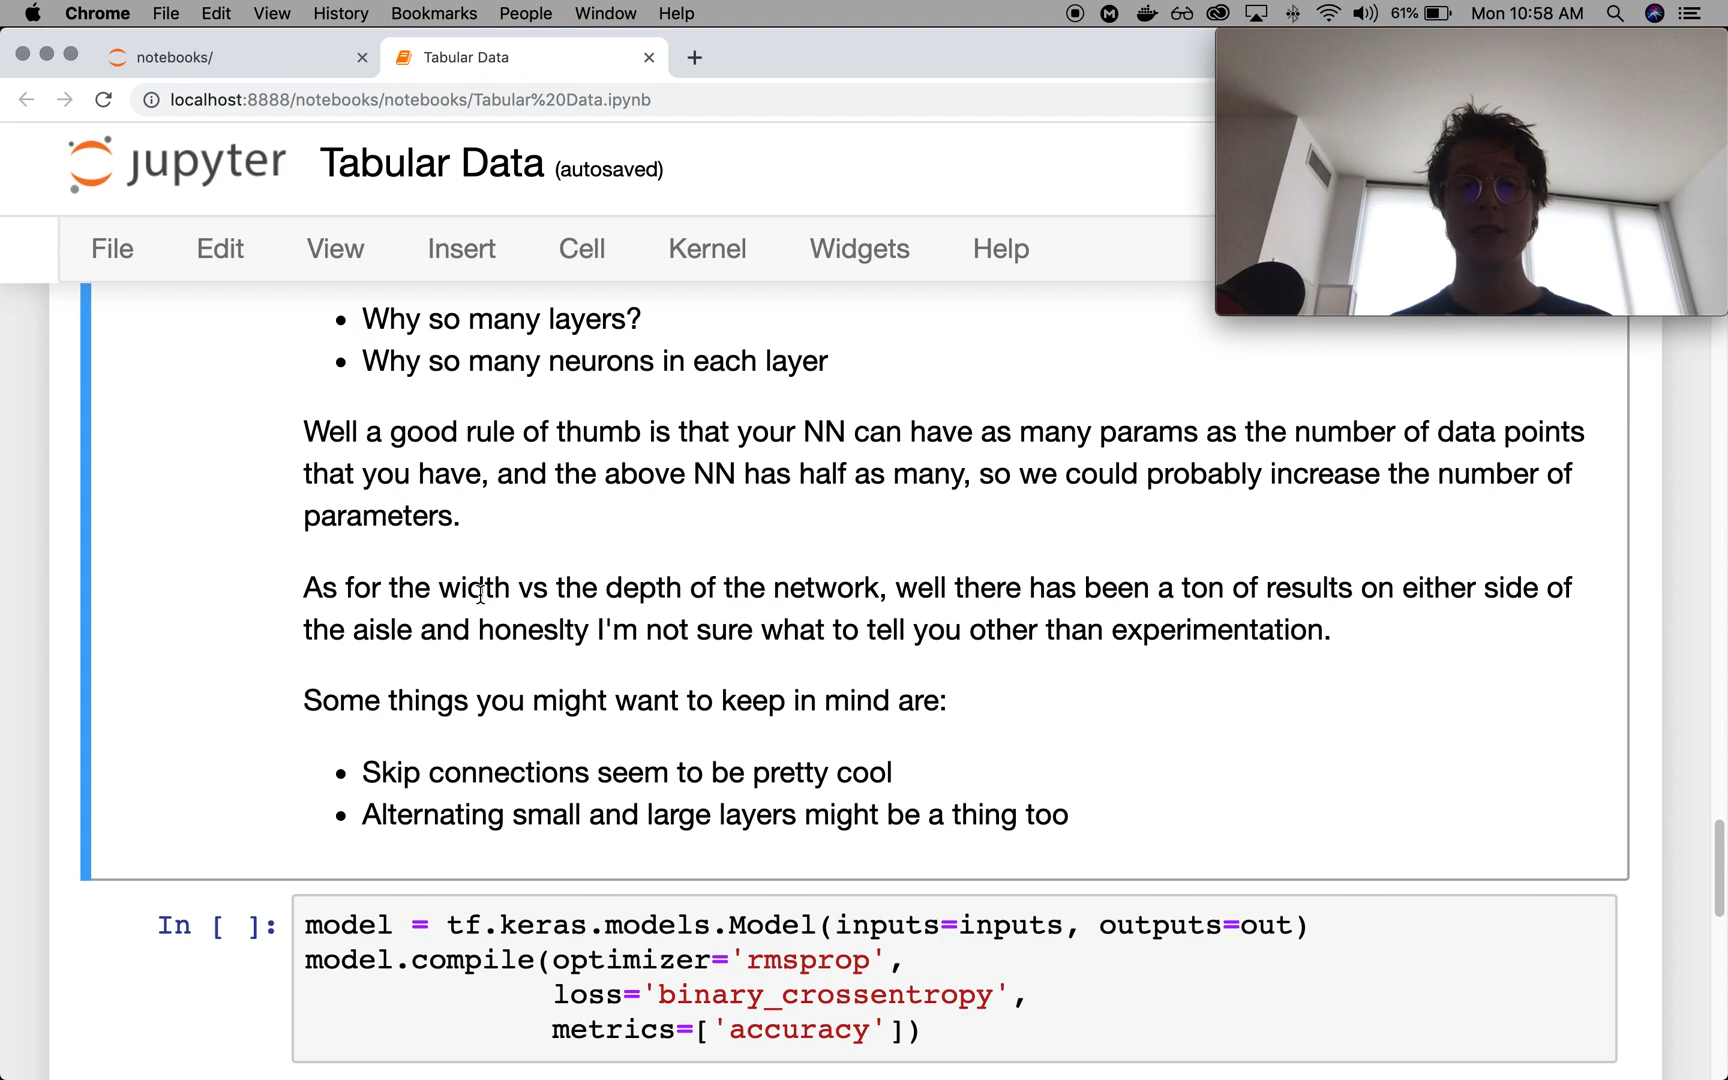 Chrome File Edit View History Bookmarks People Window Help 61% Mon 10:58 AM
notebooks/ Tabular Data
localhost:8888/notebooks/notebooks/Tabular%20Data.ipynb
jupyter Tabular Data (autosaved)
File Edit View Insert Cell Kernel Widgets Help
• Why so many layers?
• Why so many neurons in each layer
Well a good rule of thumb is that your NN can have as many params as the number of data points
that you have, and the above NN has half as many, so we could probably increase the number of
parameters.
As for the width vs the depth of the network, well there has been a ton of results on either side of
the aisle and honeslty I'm not sure what to tell you other than experimentation.
Some things you might want to keep in mind are:
• Skip connections seem to be pretty cool
• Alternating small and large layers might be a thing too
In [ ]: model = tf.keras.models.Model(inputs=inputs, outputs=out)
model.compile(optimizer='rmsprop',
loss='binary_crossentropy',
metrics=['accuracy'])